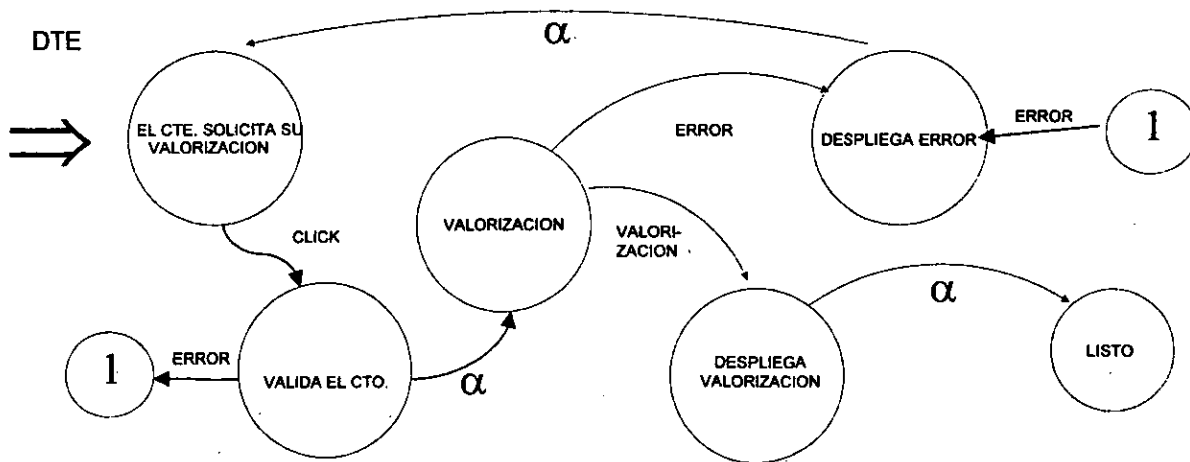 α
DTE
EL CTE. SOLICITA SU
VALORIZACION
ERROR
DESPLIEGA ERROR
ERROR
1
VALORIZACION
CLICK
VALORI-
ZACION
α
1
ERROR
VALIDA EL CTO.
α
DESPLIEGA
VALORIZACION
LISTO